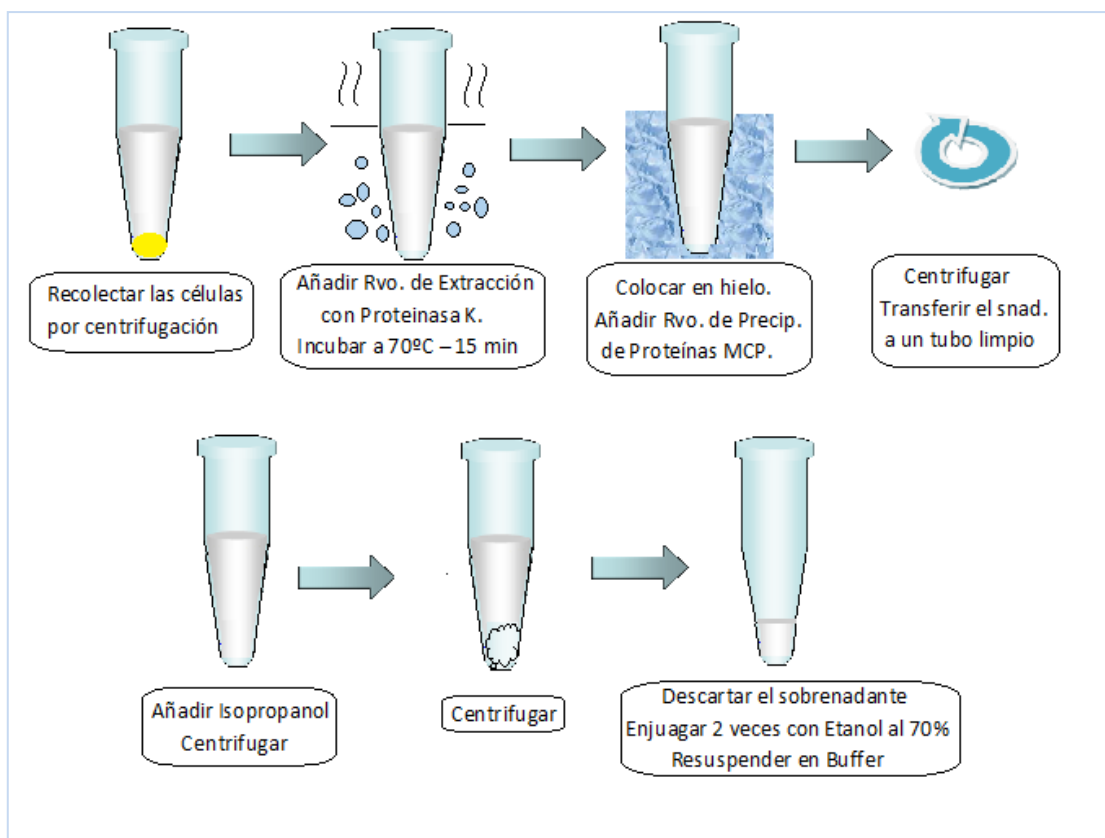 Recolectar las células
por centrifugación
Añadir Rvo. de Extracción
con Proteinasa K.
Incubar a 70ºC – 15 min
Colocar en hielo.
Añadir Rvo. de Precip.
de Proteínas MCP.
Centrifugar
Transferir el snad.
a un tubo limpio
Añadir Isopropanol
Centrifugar
Centrifugar
Descartar el sobrenadante
Enjuagar 2 veces con Etanol al 70%
Resuspender en Buffer